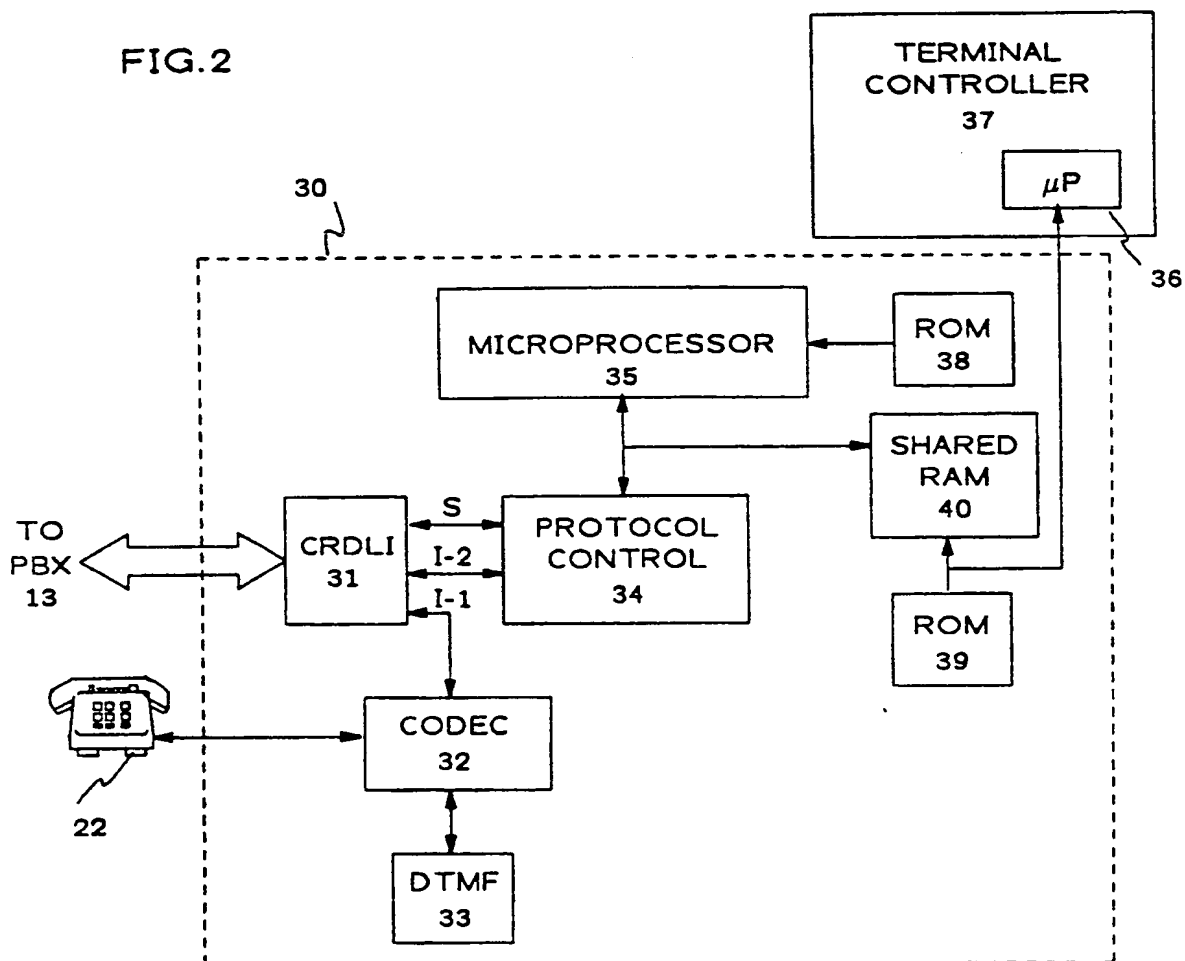 FIG.2
TERMINAL
CONTROLLER
37
μP
36
30
MICROPROCESSOR
35
ROM
38
SHARED
RAM
40
TO
PBX
13
CRDLI
31
S
I-2
I-1
PROTOCOL
CONTROL
34
ROM
39
CODEC
32
22
DTMF
33